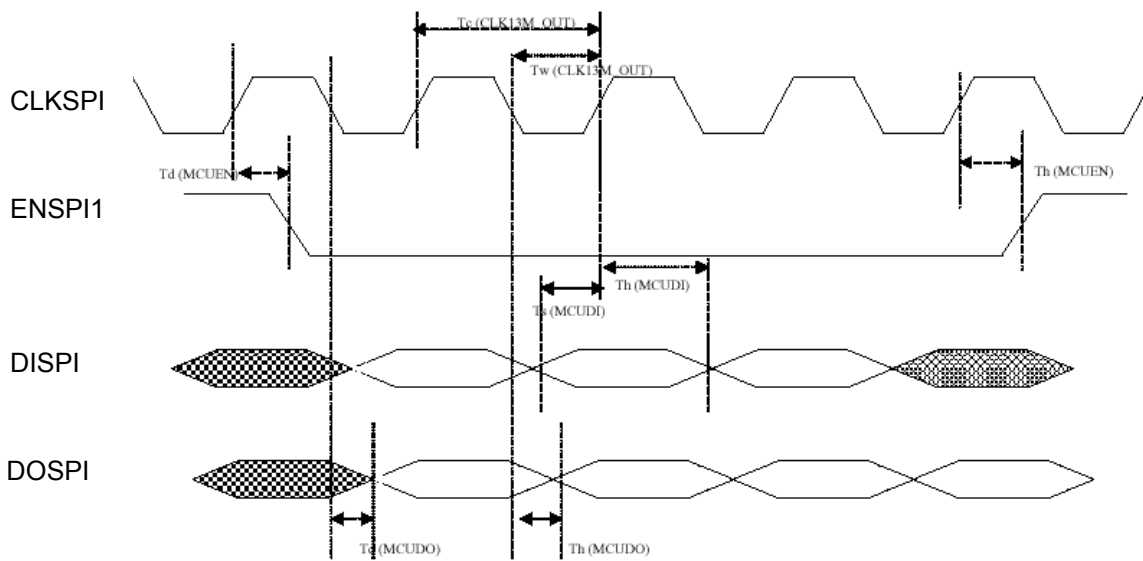 Tc (CLK13M_OUT)
Tw (CLK13M_OUT)
CLKSPI
Td (MCUEN)
Th (MCUEN)
ENSPI1
Th (MCUDI)
Ts (MCUDI)
DISPI
DOSPI
Td (MCUDO)
Th (MCUDO)